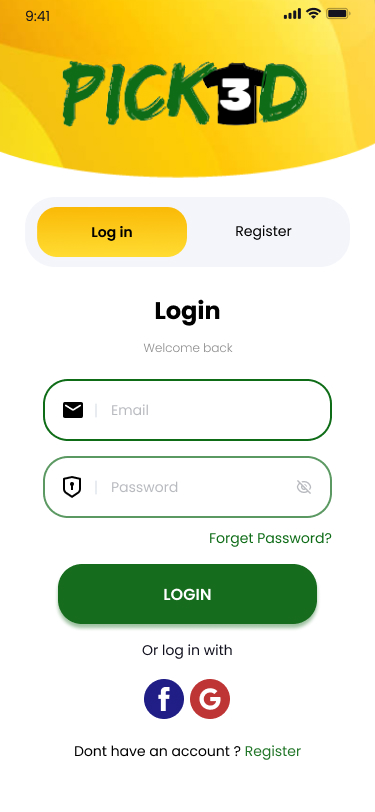 9:41
PICK3D
Log in
Register
Login
Welcome back
Email
Password
Forget Password?
LOGIN
Or log in with
f G
Dont have an account ? Register